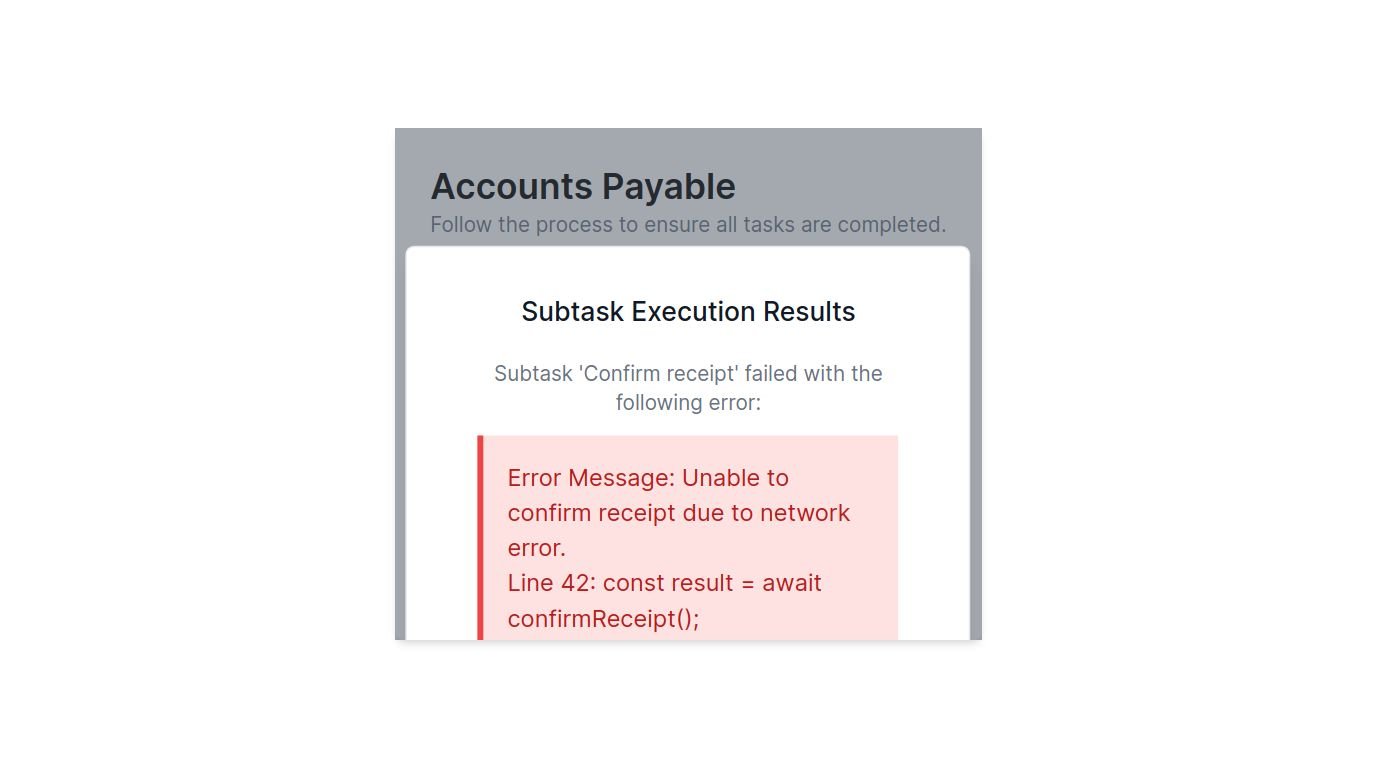 Accounts Payable
Follow the process to ensure all tasks are completed.
Subtask Execution Results
Subtask 'Confirm receipt' failed with the
following error:
Error Message: Unable to
confirm receipt due to network
error.
Line 42: const result = await
confirmReceipt();